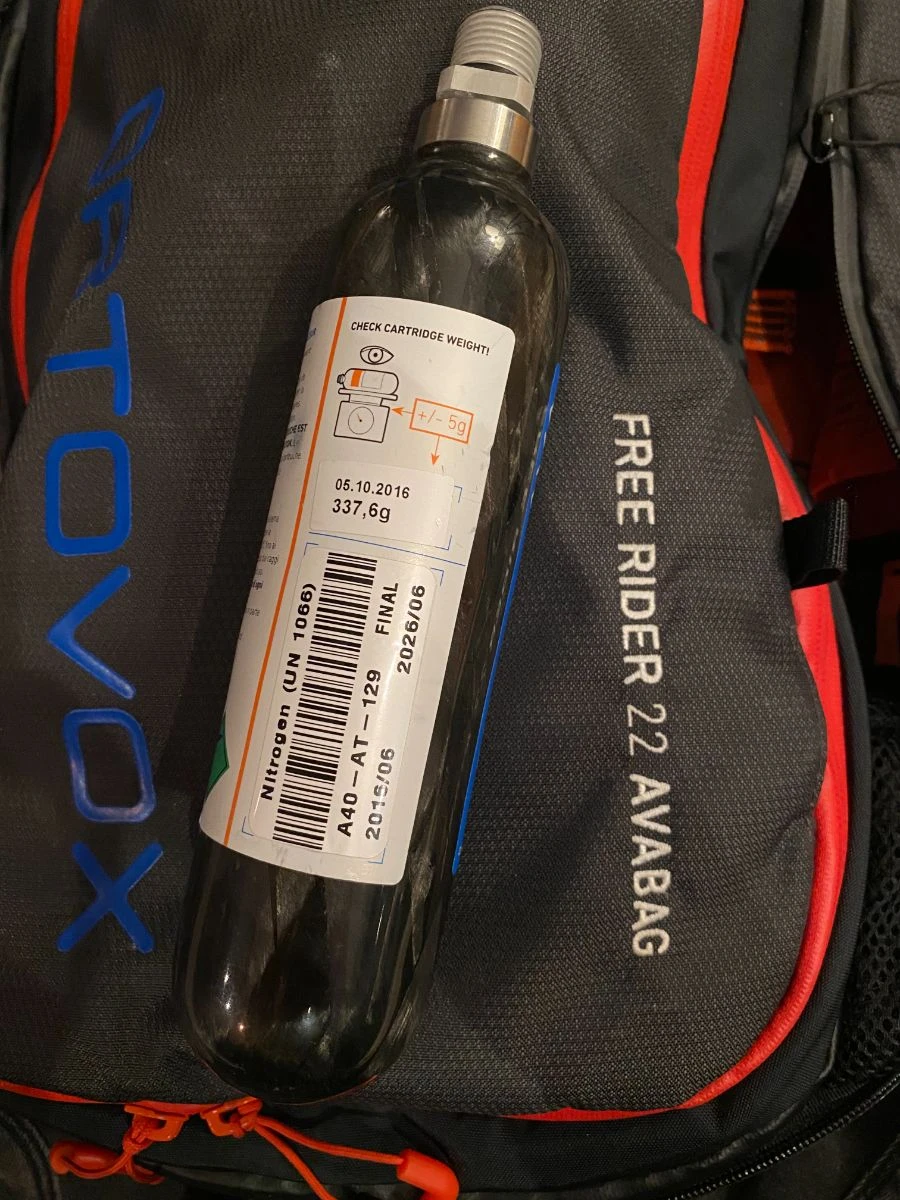 ORTOVOX
CHECK CARTRIDGE WEIGHT!
+/- 5g
05.10.2016
337,6g
Nitrogen (UN 1066)
A40-AT-129 FINAL
2016/06 2026/06
FREE RIDER 22 AVABAG